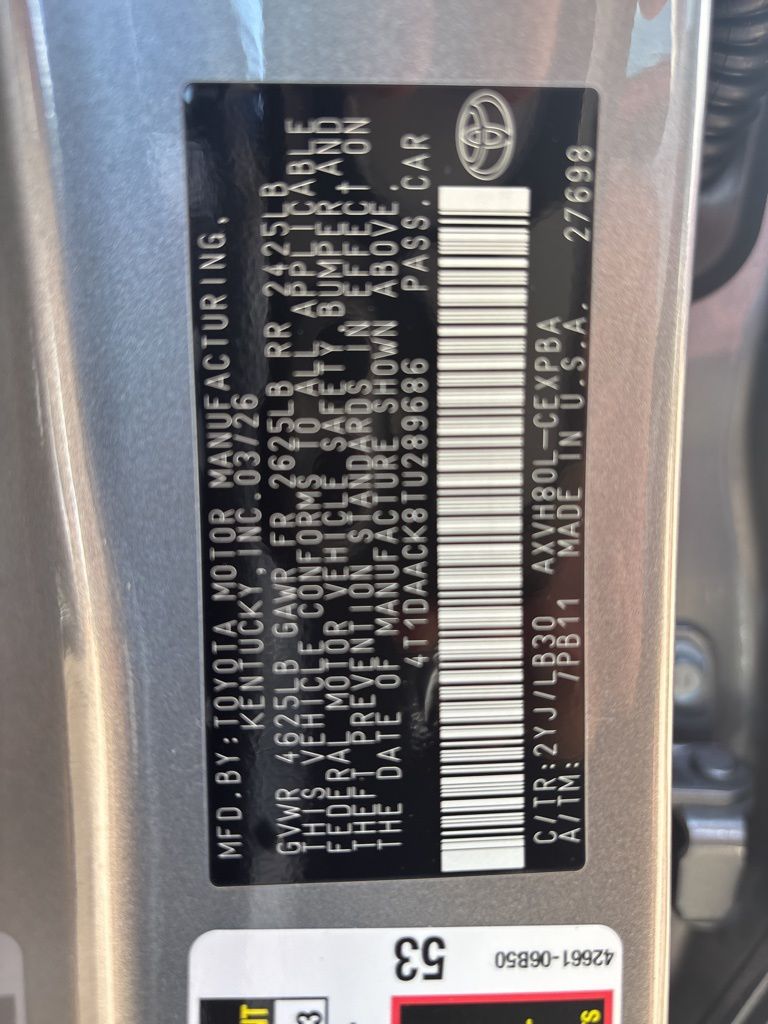 MFD.BY:TOYOTA MOTOR MANUFACTURING,
KENTUCKY, INC.03/26
GVWR 4625LB GAWR FR 2625LB RR 2425LB
THIS VEHICLE CONFORMS TO ALL APPLICABLE
FEDERAL MOTOR VEHICLE SAFETY, BUMPER AND
THEFT PREVENTION STANDARDS IN EFFECT ON
THE DATE OF MANUFACTURE SHOWN ABOVE.
4T1DAACK8TU289686 PASS.CAR
C/TR:2YJ/LB30 AXVH80L-CEXPBA
A/TM: 7PB11 MADE IN U.S.A. 27698
53
42661-06B50